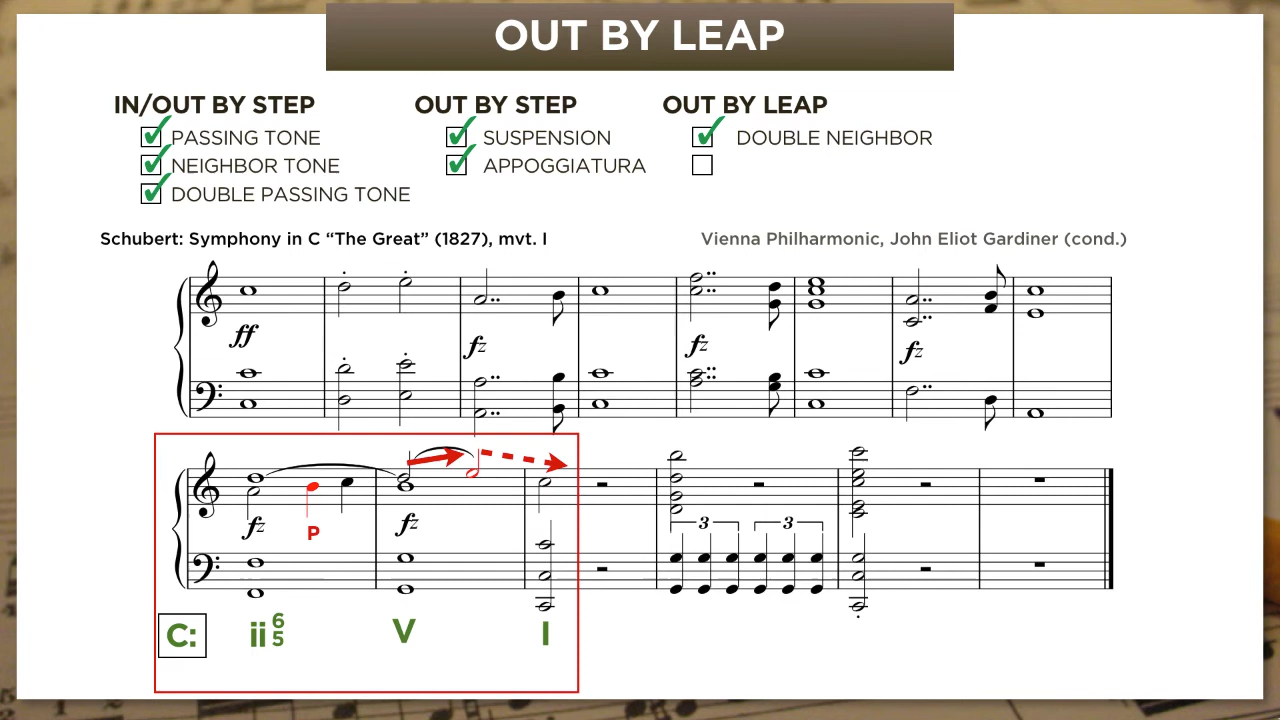 OUT BY LEAP
IN/OUT BY STEP
PASSING TONE
NEIGHBOR TONE
DOUBLE PASSING TONE
OUT BY STEP
SUSPENSION
APPOGGIATURA
OUT BY LEAP
DOUBLE NEIGHBOR
Schubert: Symphony in C “The Great” (1827), mvt. I
Vienna Philharmonic, John Eliot Gardiner (cond.)
ff fz fz fz
fz P fz 3 3
C: ii 6 5 V I